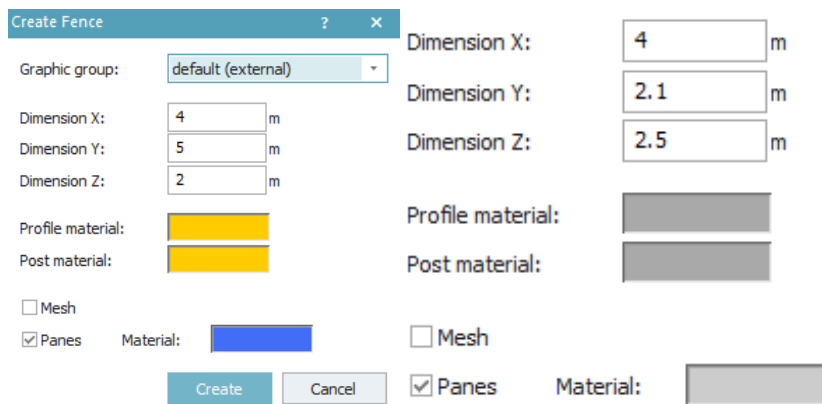 Create Fence ? ×
Graphic group: default (external)
Dimension X: 4 m
Dimension Y: 5 m
Dimension Z: 2 m
Profile material:
Post material:
Mesh
Panes Material:
Create Cancel
Dimension X: 4 m
Dimension Y: 2.1 m
Dimension Z: 2.5 m
Profile material:
Post material:
Mesh
Panes Material: